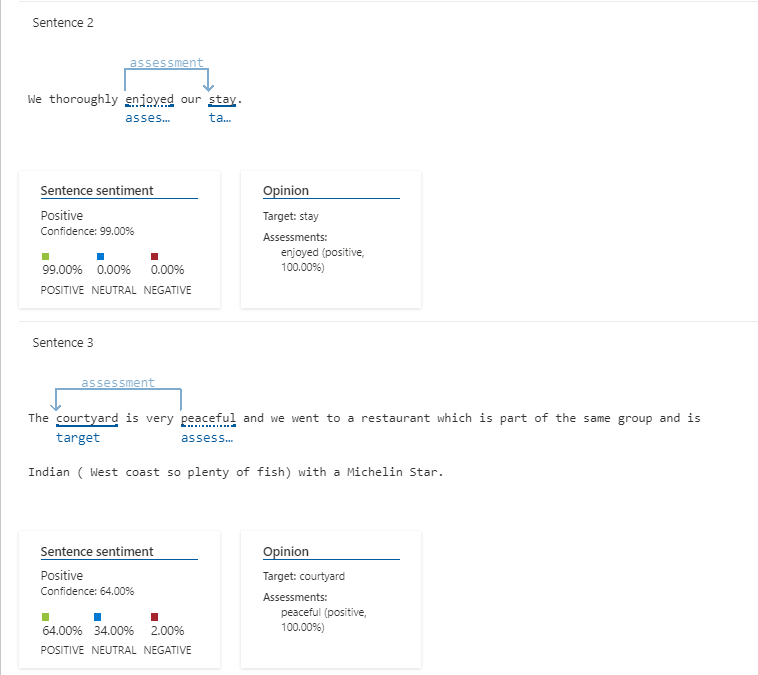 Sentence 2
assessment
We thoroughly enjoyed our stay.
asses... ta...
Sentence sentiment
Positive
Confidence: 99.00%
99.00% 0.00% 0.00%
POSITIVE NEUTRAL NEGATIVE
Opinion
Target: stay
Assessments:
enjoyed (positive,
100.00%)
Sentence 3
assessment
The courtyard is very peaceful and we went to a restaurant which is part of the same group and is
target assess...
Indian ( West coast so plenty of fish) with a Michelin Star.
Sentence sentiment
Positive
Confidence: 64.00%
64.00% 34.00% 2.00%
POSITIVE NEUTRAL NEGATIVE
Opinion
Target: courtyard
Assessments:
peaceful (positive,
100.00%)